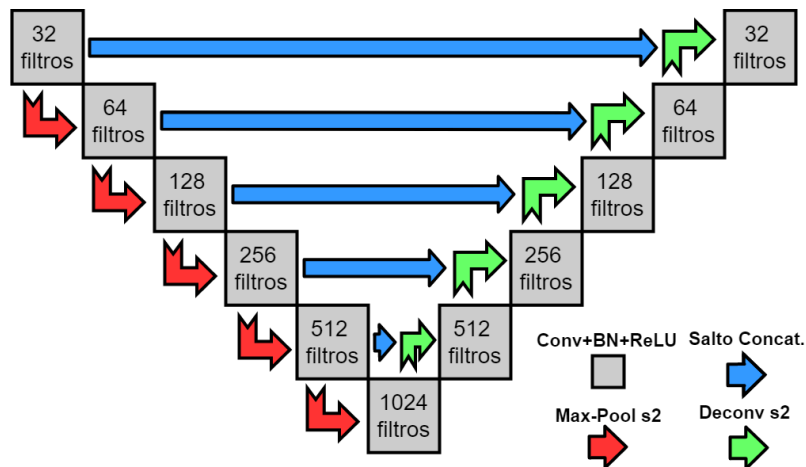 32
filtros
32
filtros
64
filtros
64
filtros
128
filtros
128
filtros
256
filtros
256
filtros
512
filtros
512
filtros
1024
filtros
Conv+BN+ReLU
Salto Concat.
Max-Pool s2
Deconv s2